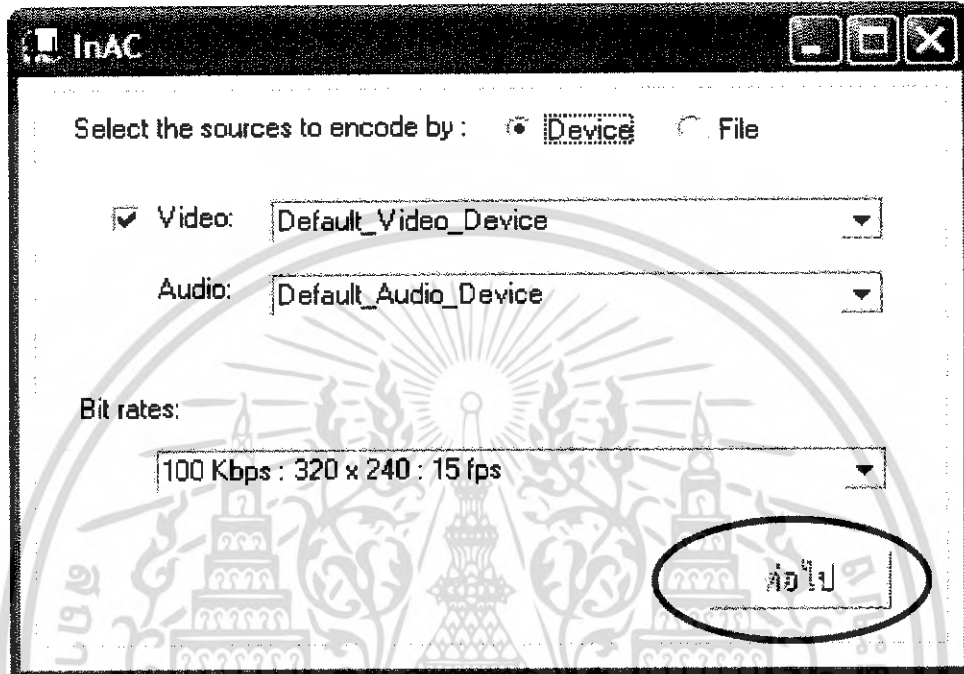 InAC
Select the sources to encode by : Device File
Video: Default_Video_Device
Audio: Default_Audio_Device
Bit rates:
100 Kbps : 320 x 240 : 15 fps
ต่อไป